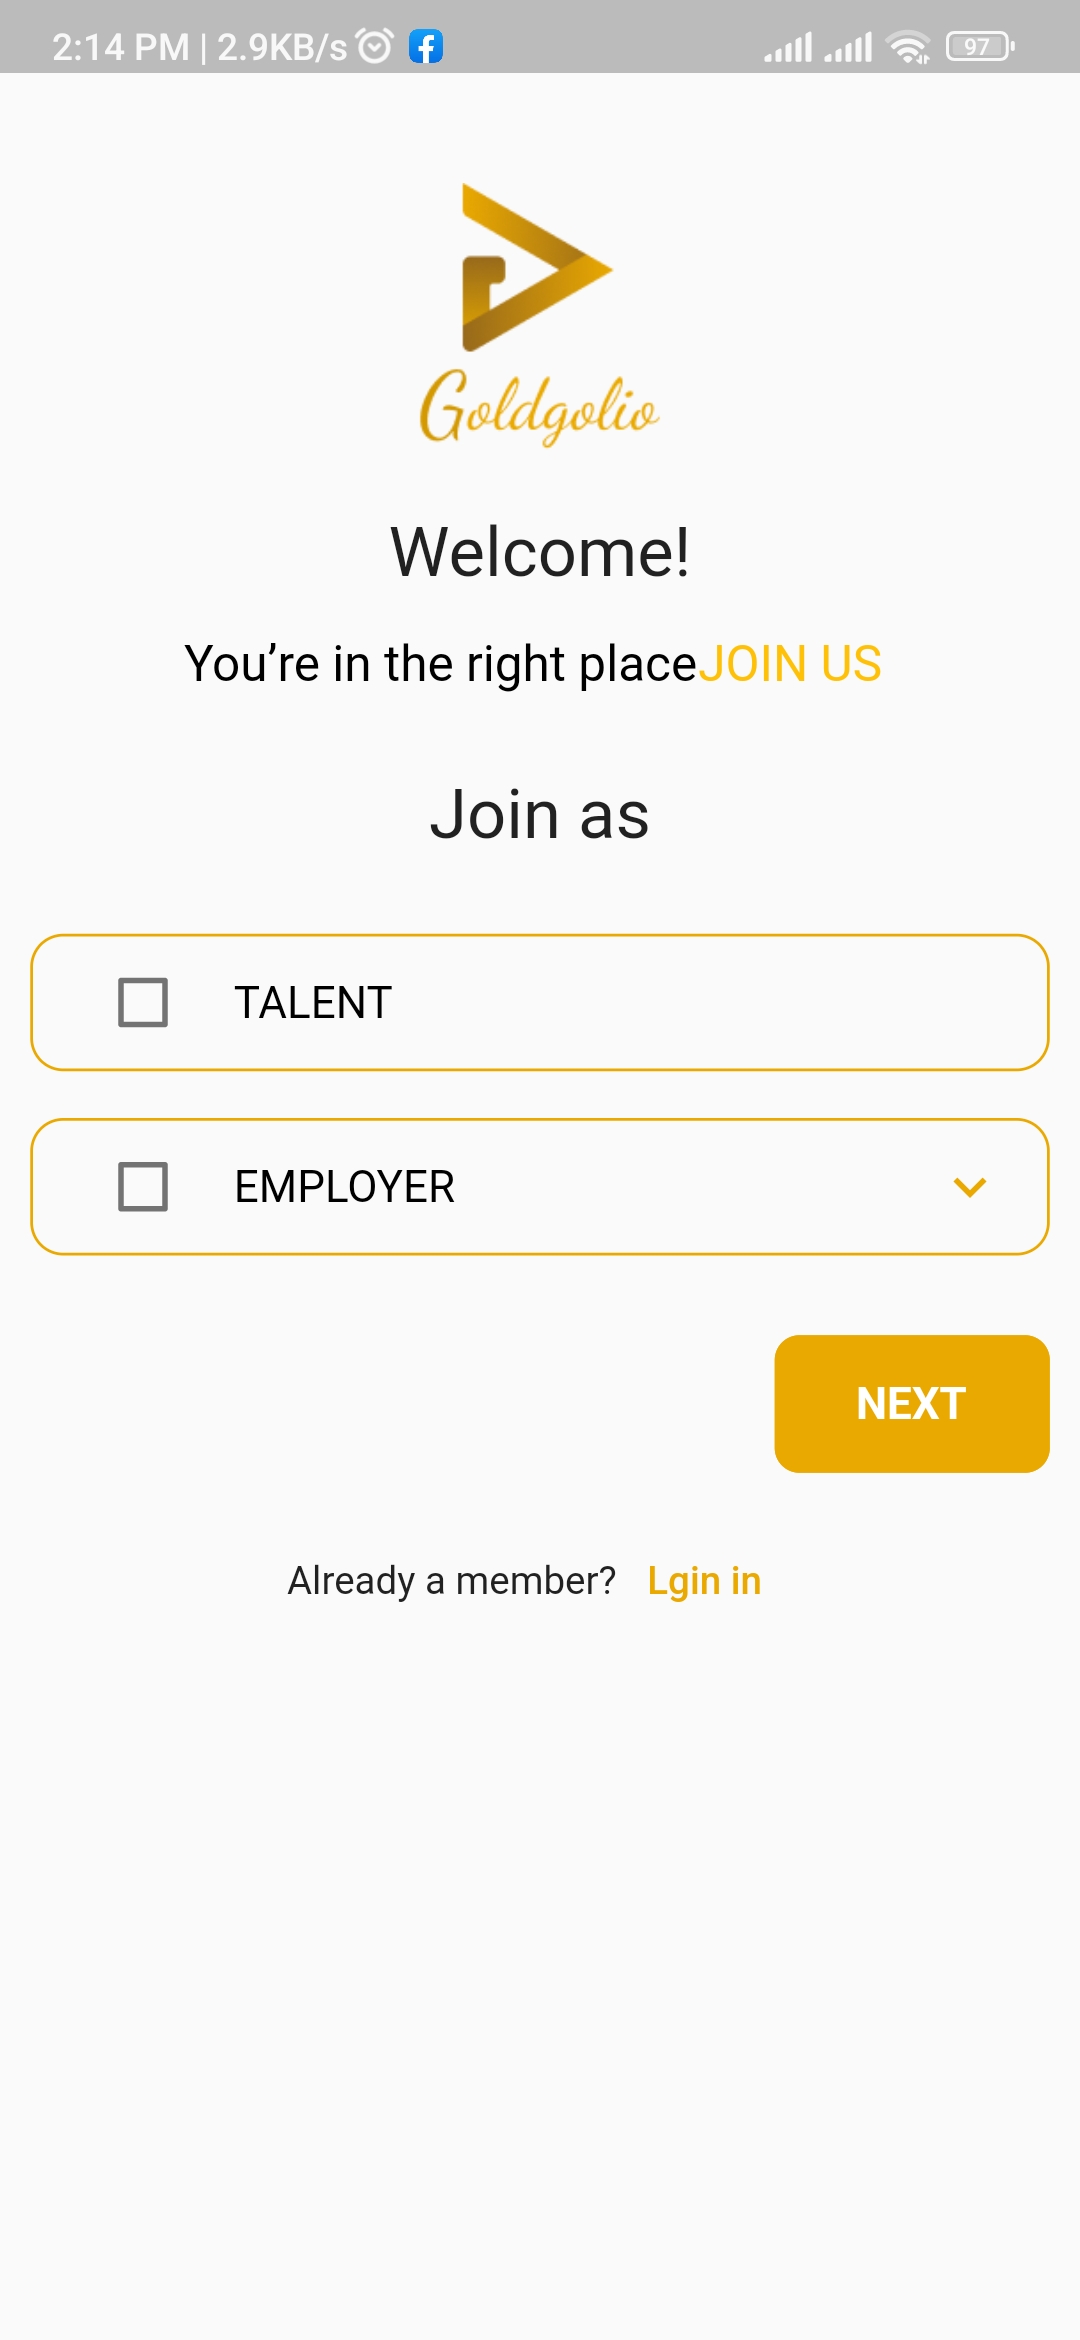 2:14 PM | 2.9KB/s 97
Goldgolio
Welcome!
You’re in the right placeJOIN US
Join as
TALENT
EMPLOYER
NEXT
Already a member? Lgin in